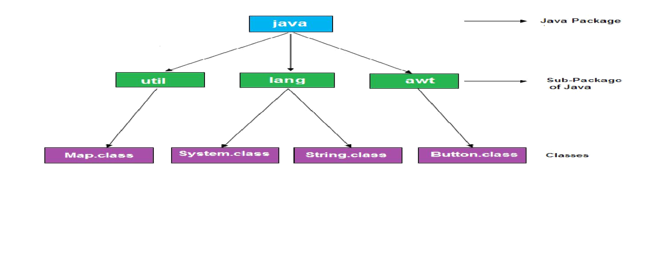 java
Java Package
util
lang
awt
Sub-Package
of Java
Map.class
System.class
String.class
Button.class
Classes